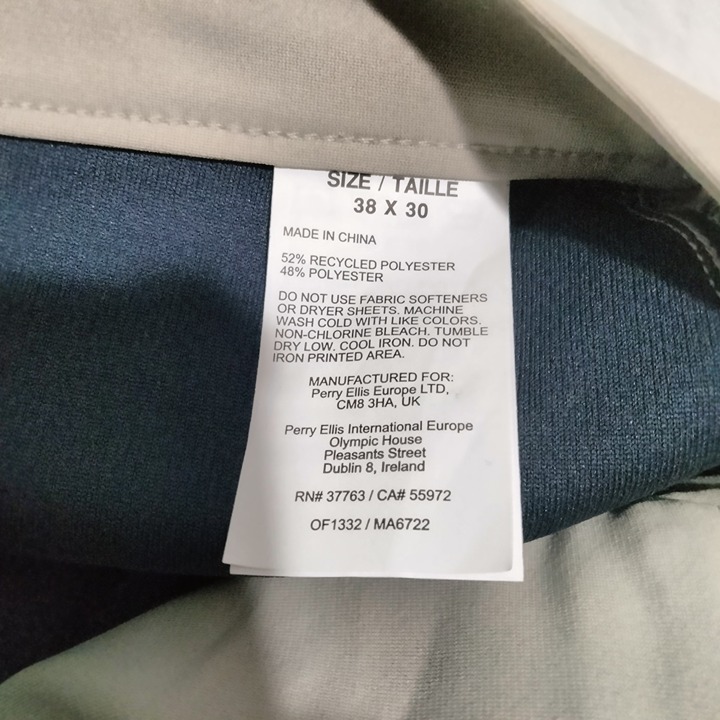 SIZE / TAILLE
38 X 30
MADE IN CHINA
52% RECYCLED POLYESTER
48% POLYESTER
DO NOT USE FABRIC SOFTENERS
OR DRYER SHEETS. MACHINE
WASH COLD WITH LIKE COLORS.
NON-CHLORINE BLEACH. TUMBLE
DRY LOW. COOL IRON. DO NOT
IRON PRINTED AREA.
MANUFACTURED FOR:
Perry Ellis Europe LTD,
CM8 3HA, UK
Perry Ellis International Europe
Olympic House
Pleasants Street
Dublin 8, Ireland
RN# 37763 / CA# 55972
OF1332 / MA6722